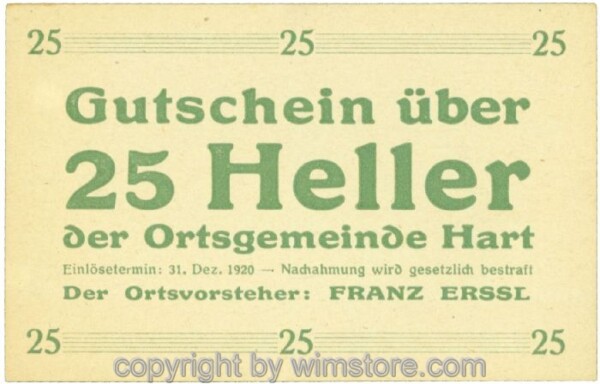 25 25 25
Gutschein über
25 Heller
der Ortsgemeinde Hart
Einlösetermin: 31. Dez. 1920 — Nachahmung wird gesetzlich bestraft
Der Ortsvorsteher: FRANZ ERSSL
25 25 25
copyright by wimstore.com